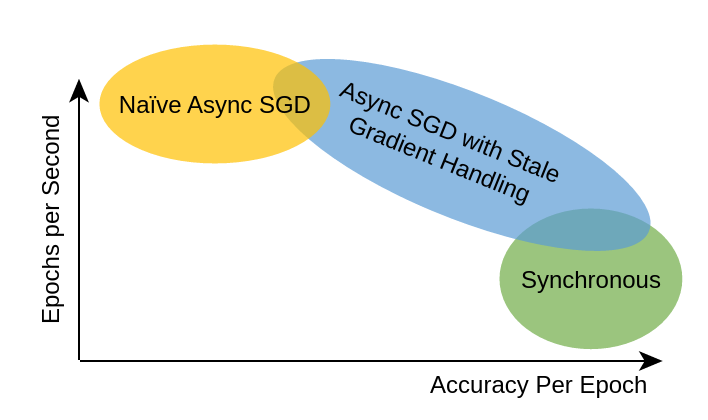 Naïve Async SGD
Async SGD with Stale
Gradient Handling
Synchronous
Epochs per Second
Accuracy Per Epoch